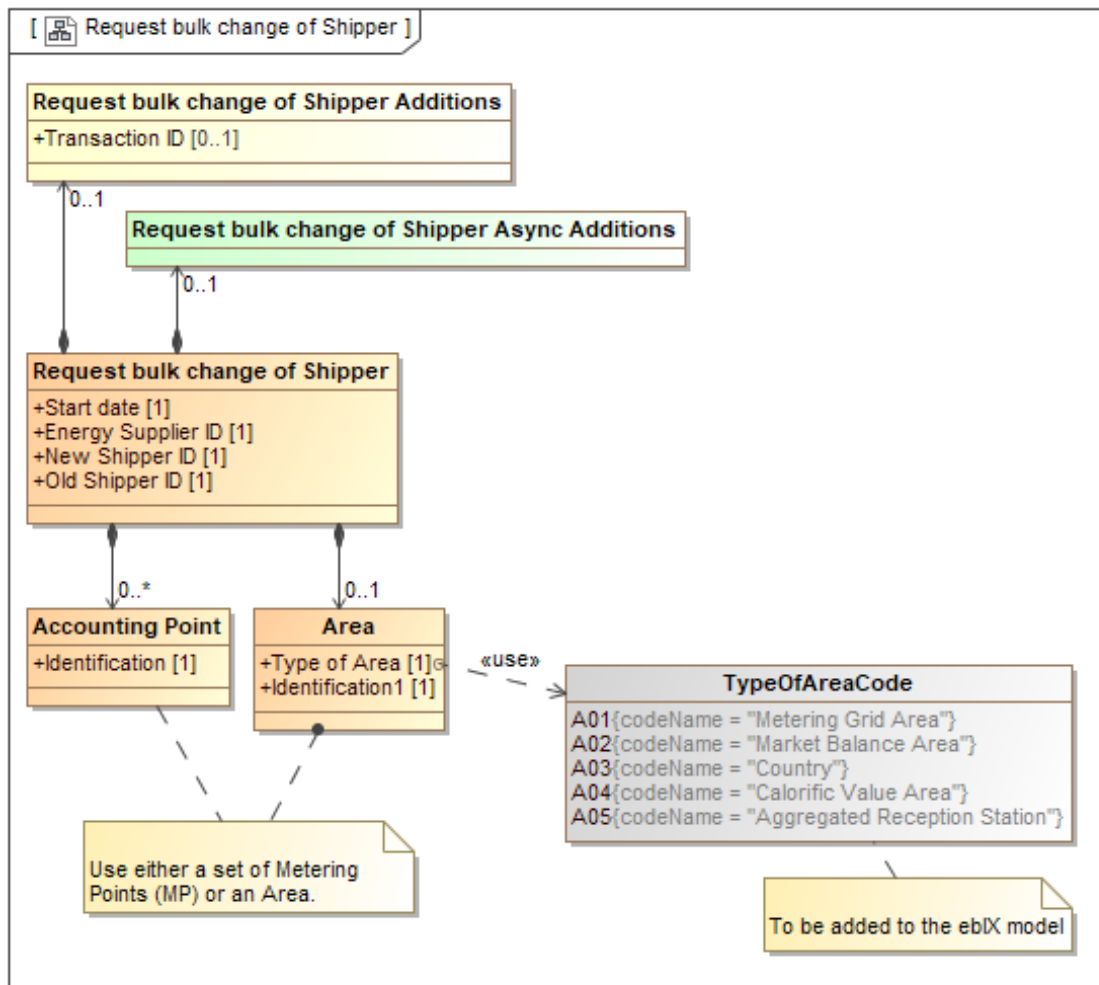 [ Request bulk change of Shipper ]
Request bulk change of Shipper Additions
+Transaction ID [0..1]
0..1
Request bulk change of Shipper Async Additions
0..1
Request bulk change of Shipper
+Start date [1]
+Energy Supplier ID [1]
+New Shipper ID [1]
+Old Shipper ID [1]
0..*
0..1
Accounting Point
+Identification [1]
Area
+Type of Area [1]
+Identification1 [1]
«use»
TypeOfAreaCode
A01{codeName = "Metering Grid Area"}
A02{codeName = "Market Balance Area"}
A03{codeName = "Country"}
A04{codeName = "Calorific Value Area"}
A05{codeName = "Aggregated Reception Station"}
Use either a set of Metering
Points (MP) or an Area.
To be added to the ebIX model